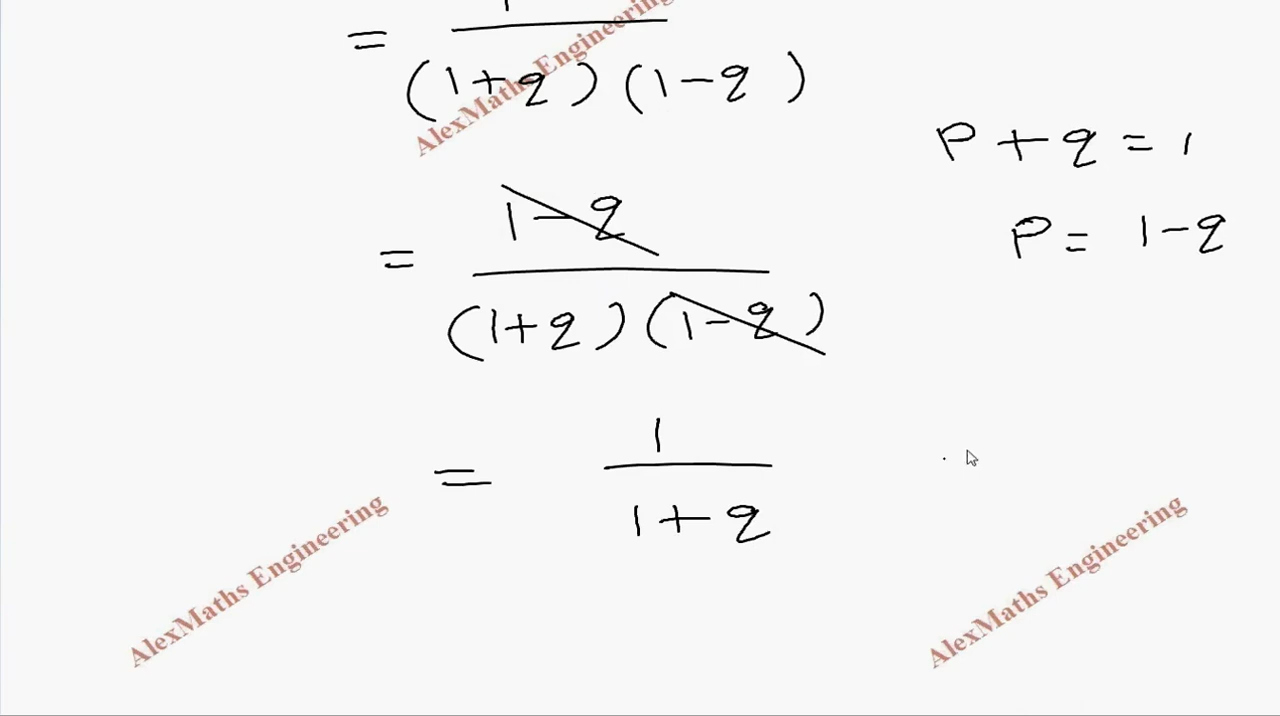 = 1 / (1+q)(1-q)
P + q = 1
= 1-q / (1+q)(1-q)
P = 1-q
= 1 / 1+q
AlexMaths Engineering
AlexMaths Engineering
AlexMaths Engineering